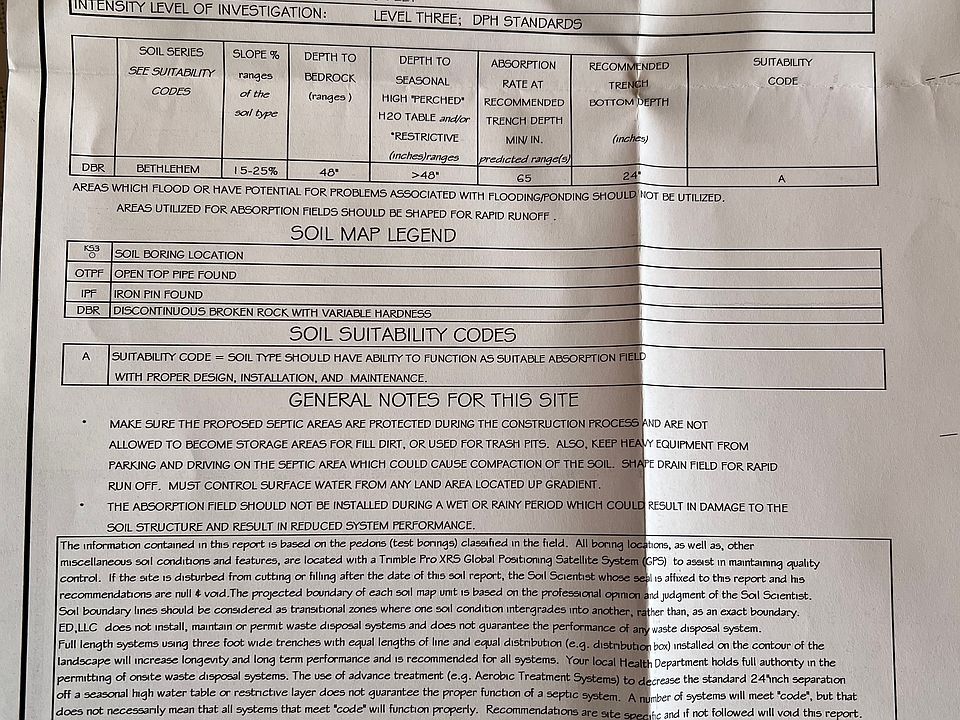 INTENSITY LEVEL OF INVESTIGATION: LEVEL THREE; DPH STANDARDS
SOIL SERIES SEE SUITABILITY CODES
SLOPE % ranges of the soil type
DEPTH TO BEDROCK (ranges)
DEPTH TO SEASONAL HIGH "PERCHED" H2O TABLE and/or "RESTRICTIVE (inches)ranges
ABSORPTION RATE AT RECOMMENDED TRENCH DEPTH MIN/ IN. predicted range(s)
RECOMMENDED TRENCH BOTTOM DEPTH (inches)
SUITABILITY CODE
DBR BETHLEHEM 15-25% 48" >48" 65 24" A
AREAS WHICH FLOOD OR HAVE POTENTIAL FOR PROBLEMS ASSOCIATED WITH FLOODING/PONDING SHOULD NOT BE UTILIZED.
AREAS UTILIZED FOR ABSORPTION FIELDS SHOULD BE SHAPED FOR RAPID RUNOFF .
SOIL MAP LEGEND
KS3 O SOIL BORING LOCATION
OTPF OPEN TOP PIPE FOUND
IPF IRON PIN FOUND
DBR DISCONTINUOUS BROKEN ROCK WITH VARIABLE HARDNESS
SOIL SUITABILITY CODES
A SUITABILITY CODE = SOIL TYPE SHOULD HAVE ABILITY TO FUNCTION AS SUITABLE ABSORPTION FIELD
WITH PROPER DESIGN, INSTALLATION, AND MAINTENANCE.
GENERAL NOTES FOR THIS SITE
* MAKE SURE THE PROPOSED SEPTIC AREAS ARE PROTECTED DURING THE CONSTRUCTION PROCESS AND ARE NOT
ALLOWED TO BECOME STORAGE AREAS FOR FILL DIRT, OR USED FOR TRASH PITS. ALSO, KEEP HEAVY EQUIPMENT FROM
PARKING AND DRIVING ON THE SEPTIC AREA WHICH COULD CAUSE COMPACTION OF THE SOIL. SHAPE DRAIN FIELD FOR RAPID
RUN OFF. MUST CONTROL SURFACE WATER FROM ANY LAND AREA LOCATED UP GRADIENT.
* THE ABSORPTION FIELD SHOULD NOT BE INSTALLED DURING A WET OR RAINY PERIOD WHICH COULD RESULT IN DAMAGE TO THE
SOIL STRUCTURE AND RESULT IN REDUCED SYSTEM PERFORMANCE.
The information contained in this report is based on the pedons (test borings) classified in the field. All boring locations, as well as, other
miscellaneous soil conditions and features, are located with a Trimble Pro XRS Global Positioning Satellite System (GPS) to assist in maintaining quality
control. If the site is disturbed from cutting or filling after the date of this soil report, the Soil Scientist whose seal is affixed to this report and his
recommendations are null & void.The projected boundary of each soil map unit is based on the professional opinion and judgment of the Soil Scientist.
Soil boundary lines should be considered as transitional zones where one soil condition intergrades into another, rather than, as an exact boundary.
ED,LLC does not install, maintain or permit waste disposal systems and does not guarantee the performance of any waste disposal system.
Full length systems using three foot wide trenches with equal lengths of line and equal distribution (e.g. distribution box) installed on the contour of the
landscape will increase longevity and long term performance and is recommended for all systems. Your local Health Department holds full authority in the
permitting of onsite waste disposal systems. The use of advance treatment (e.g. Aerobic Treatment Systems) to decrease the standard 24"inch separation
off a seasonal high water table or restrictive layer does not guarantee the proper function of a septic system. A number of systems will meet "code", but that
does not necessarily mean that all systems that meet "code" will function properly. Recommendations are site specific and if not followed will void this report.